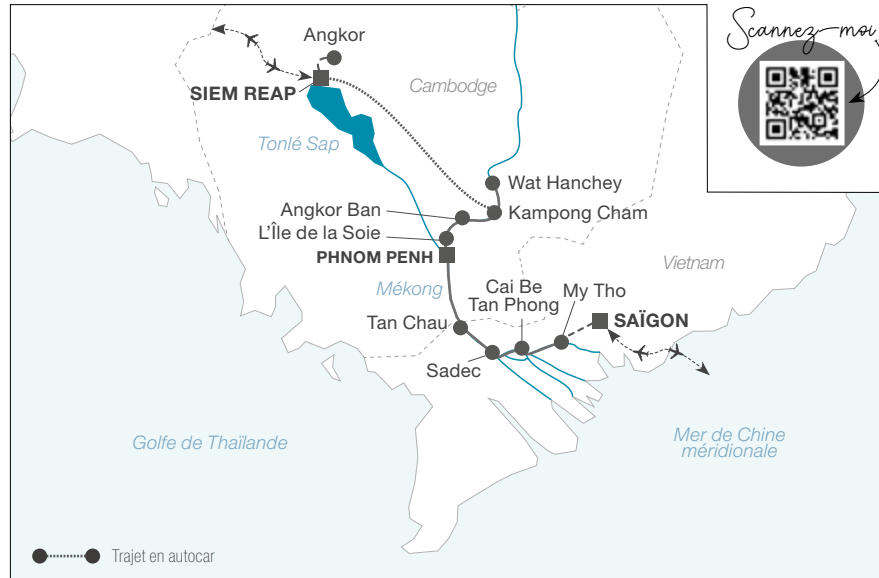 Scannez-moi
Angkor
SIEM REAP
Cambodge
Tonlé Sap
Wat Hanchey
Angkor Ban
Kampong Cham
L'Île de la Soie
PHNOM PENH
Vietnam
Mékong
Cai Be
Tan Phong
My Tho
SAÏGON
Tan Chau
Sadec
Golfe de Thaïlande
Mer de Chine
méridionale
Trajet en autocar